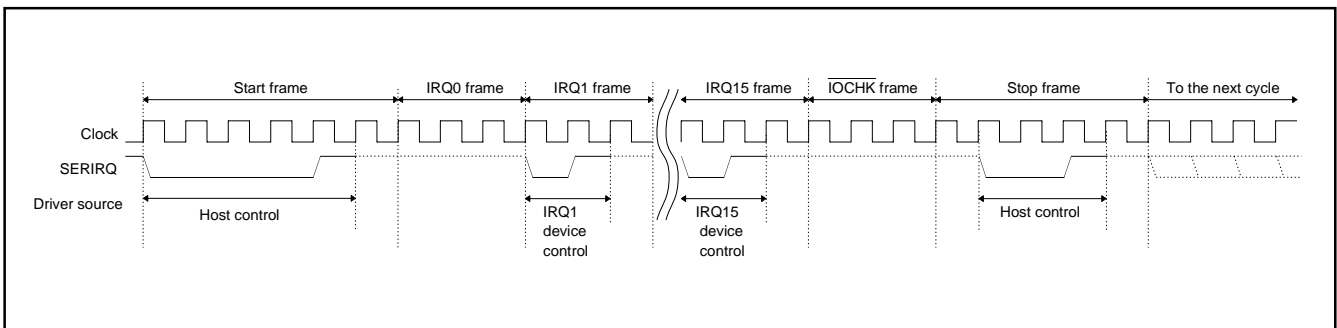 Start frame
IRQ0 frame
IRQ1 frame
IRQ15 frame
IOCHK frame
Stop frame
To the next cycle
Clock
SERIRQ
Driver source
Host control
IRQ1
device
control
IRQ15
device
control
Host control